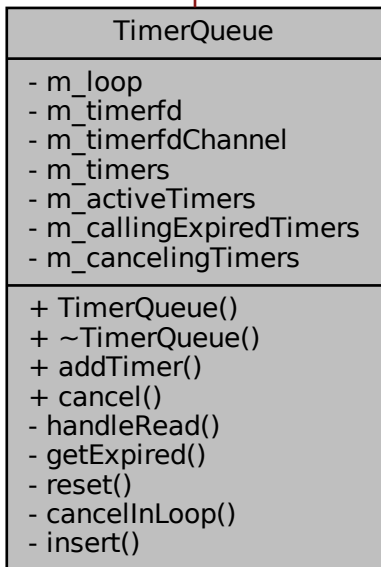 TimerQueue
- m_loop
- m_timerfd
- m_timerfdChannel
- m_timers
- m_activeTimers
- m_callingExpiredTimers
- m_cancelingTimers
+ TimerQueue()
+ ~TimerQueue()
+ addTimer()
+ cancel()
- handleRead()
- getExpired()
- reset()
- cancelInLoop()
- insert()